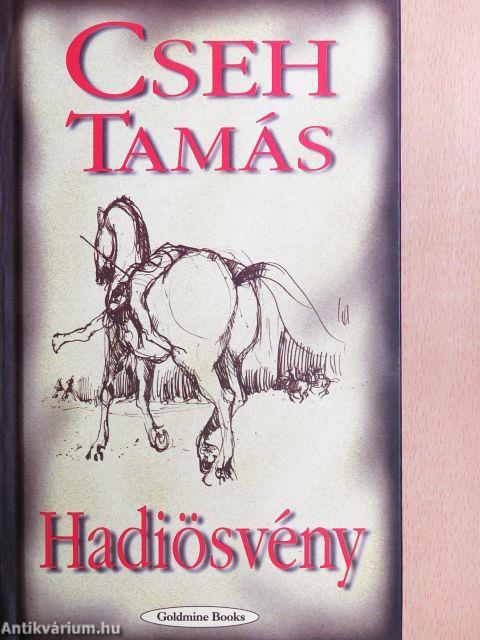 CSEH
TAMÁS
Hadiösvény
Goldmine Books
Antikvárium.hu